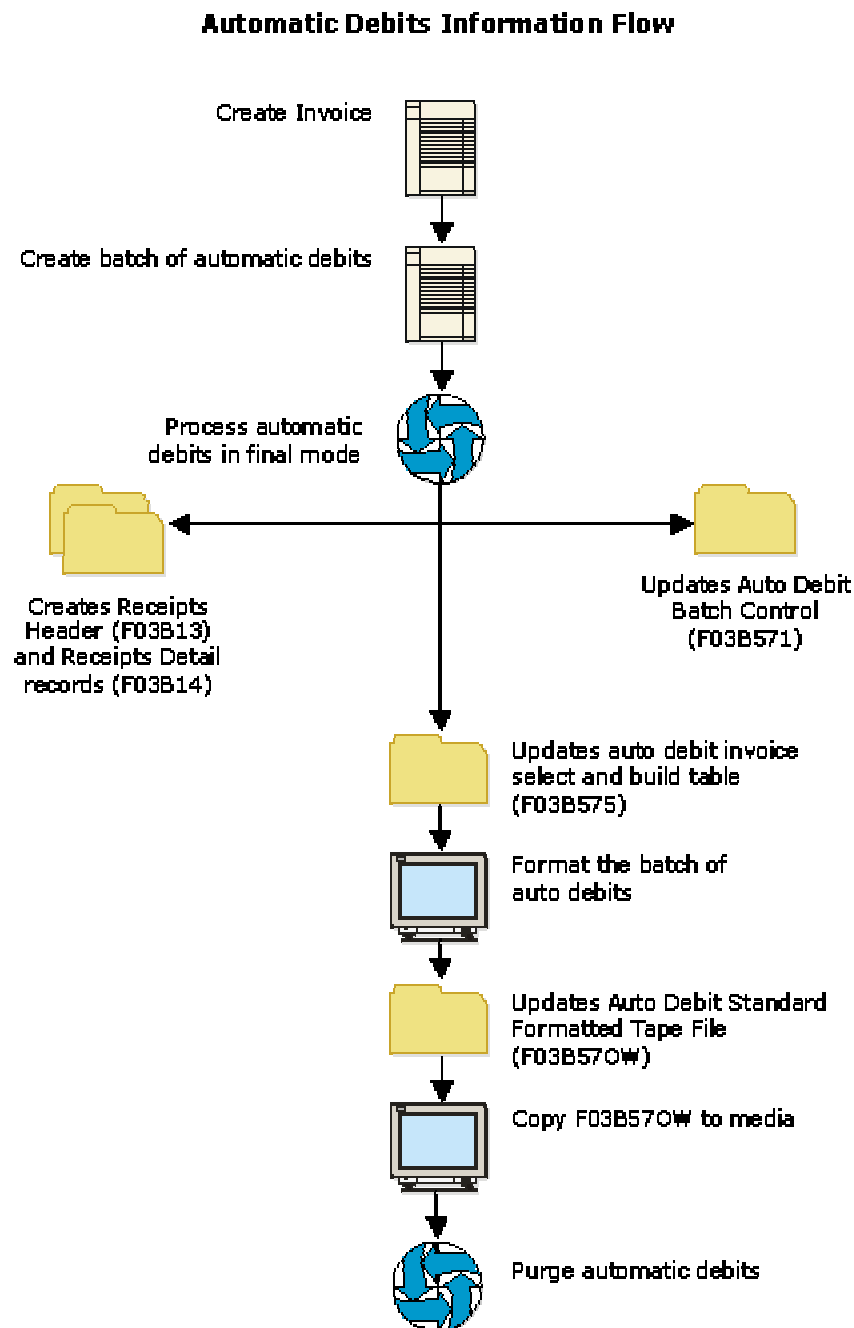 Automatic Debits Information Flow
Create Invoice
Create batch of automatic debits
Process automatic
debits in final mode
Creates Receipts
Header (F03B13)
and Receipts Detail
records (F03B14)
Updates Auto Debit
Batch Control
(F03B571)
Updates auto debit invoice
select and build table
(F03B575)
Format the batch of
auto debits
Updates Auto Debit Standard
Formatted Tape File
(F03B57OW)
Copy F03B57OW to media
Purge automatic debits